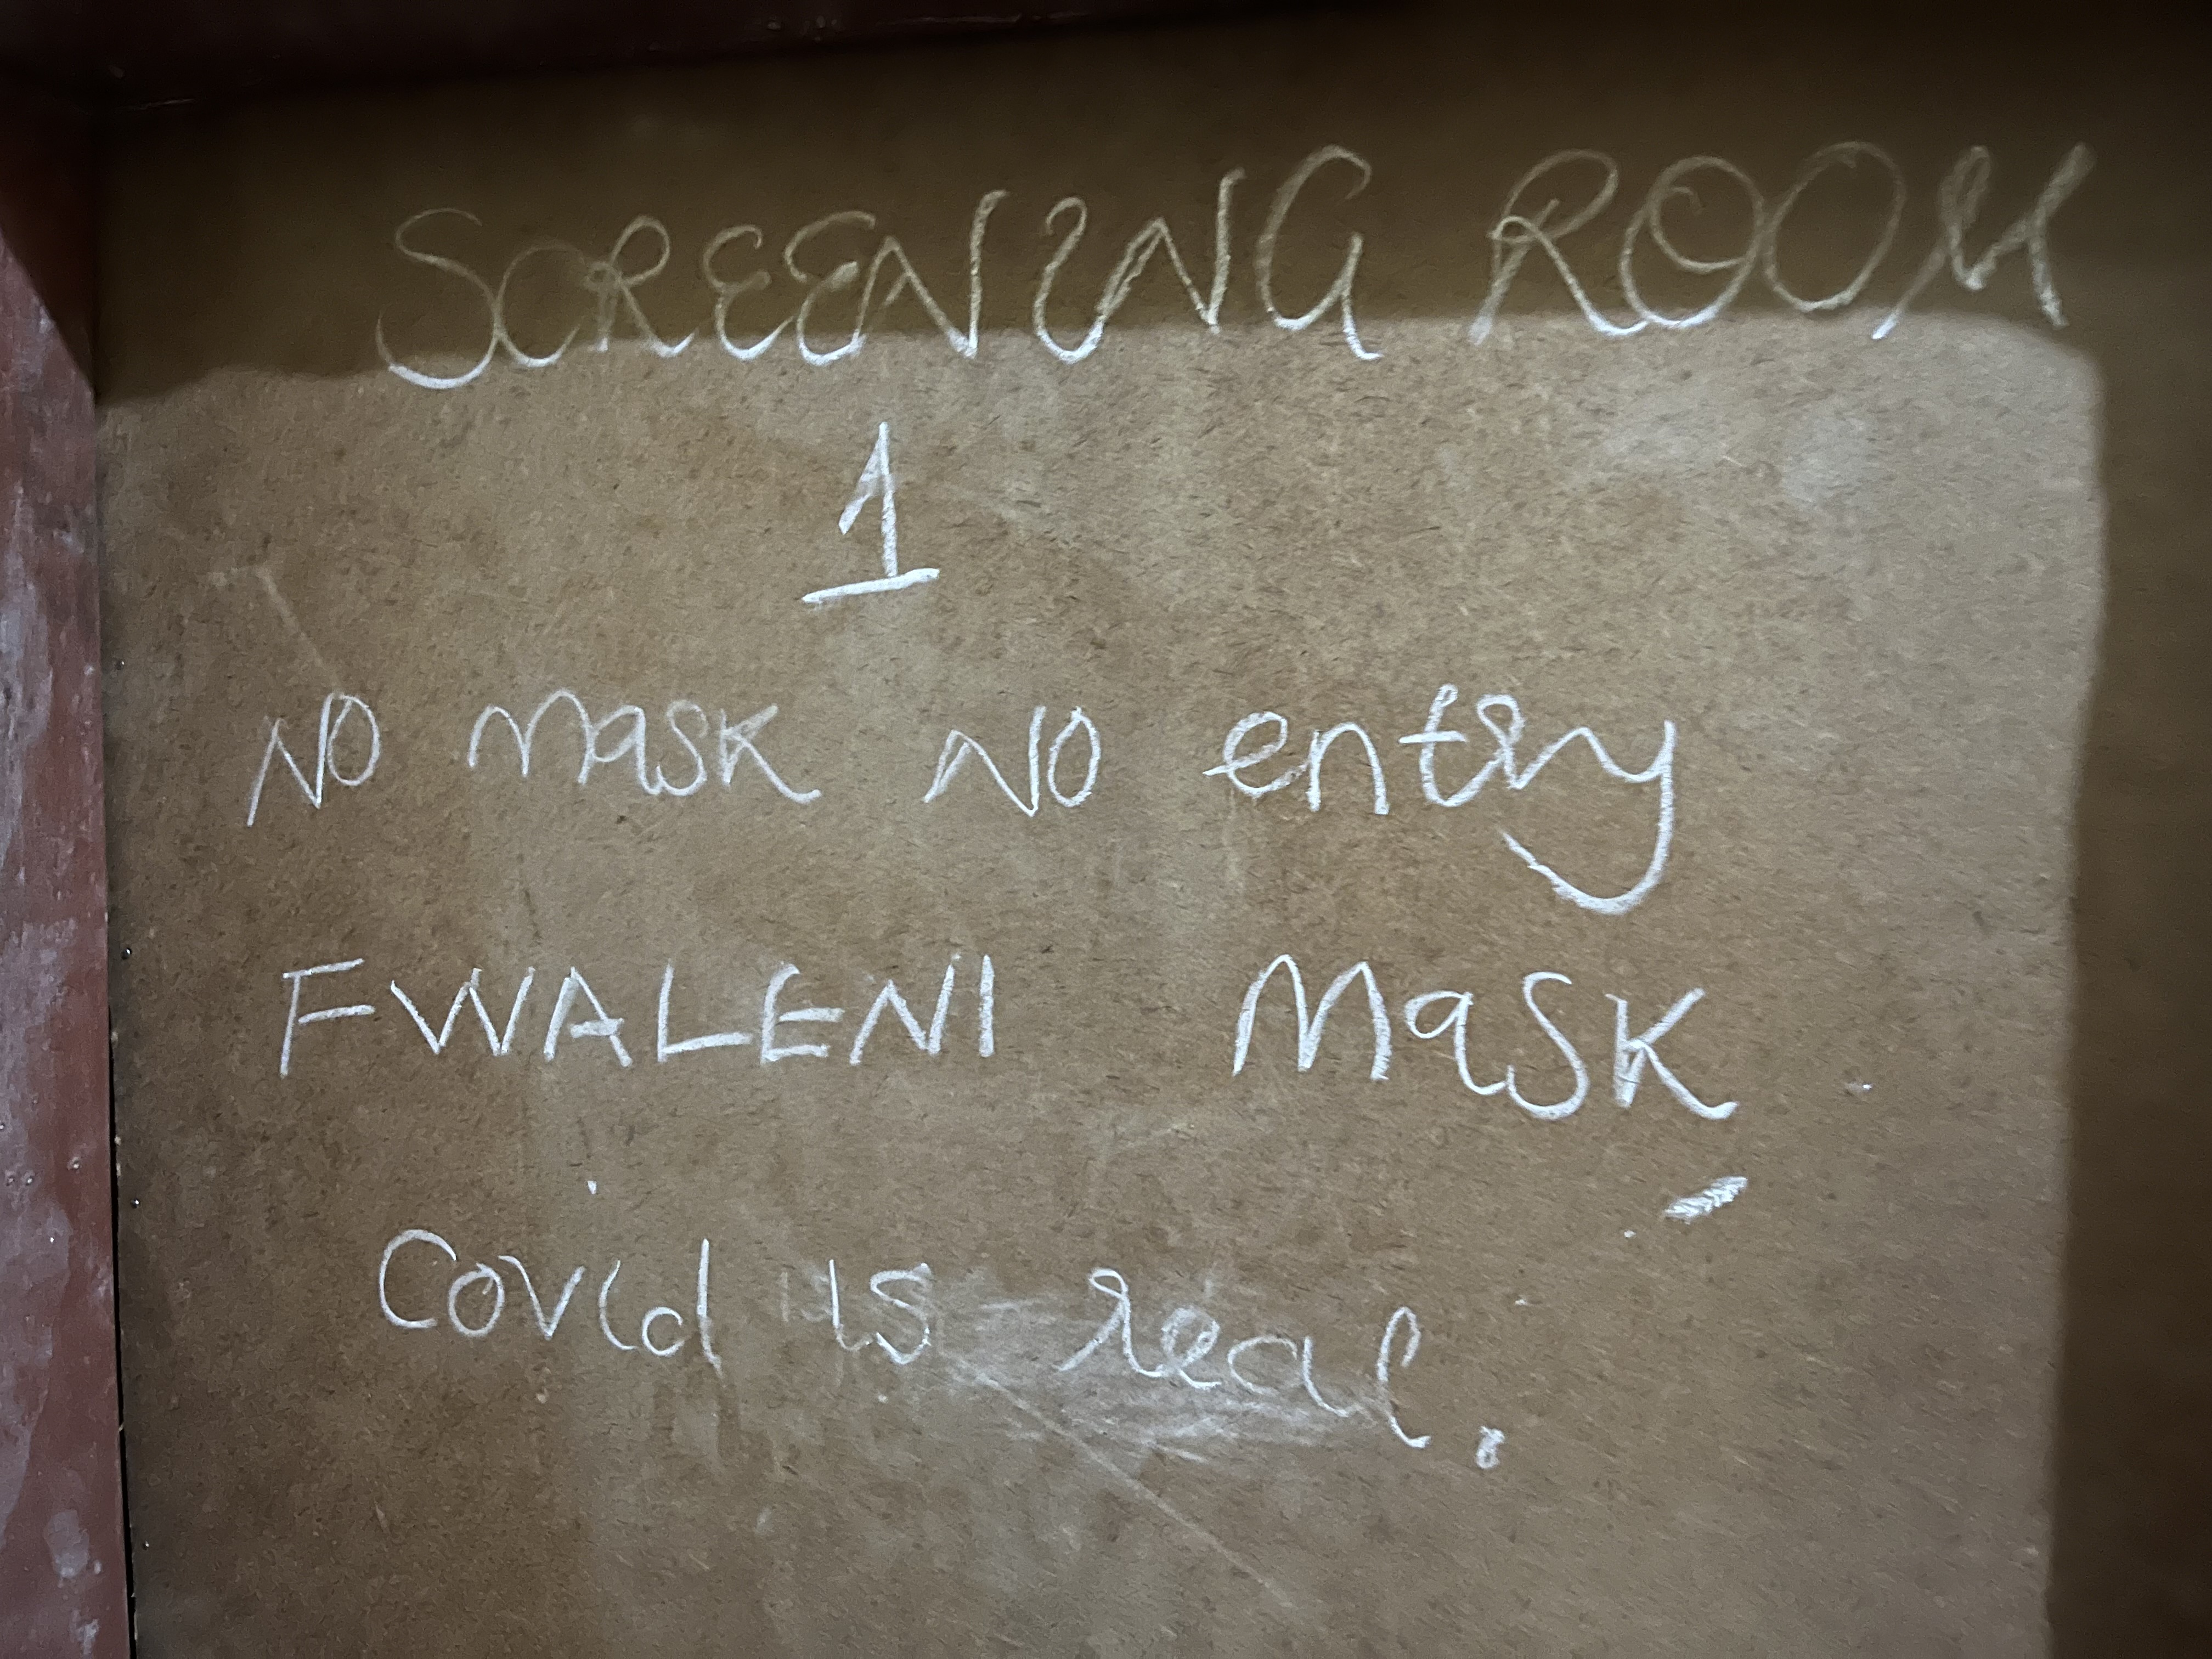 SCREENING ROOM
1
NO mask NO entry
FWALENI MasK
Covid is real.